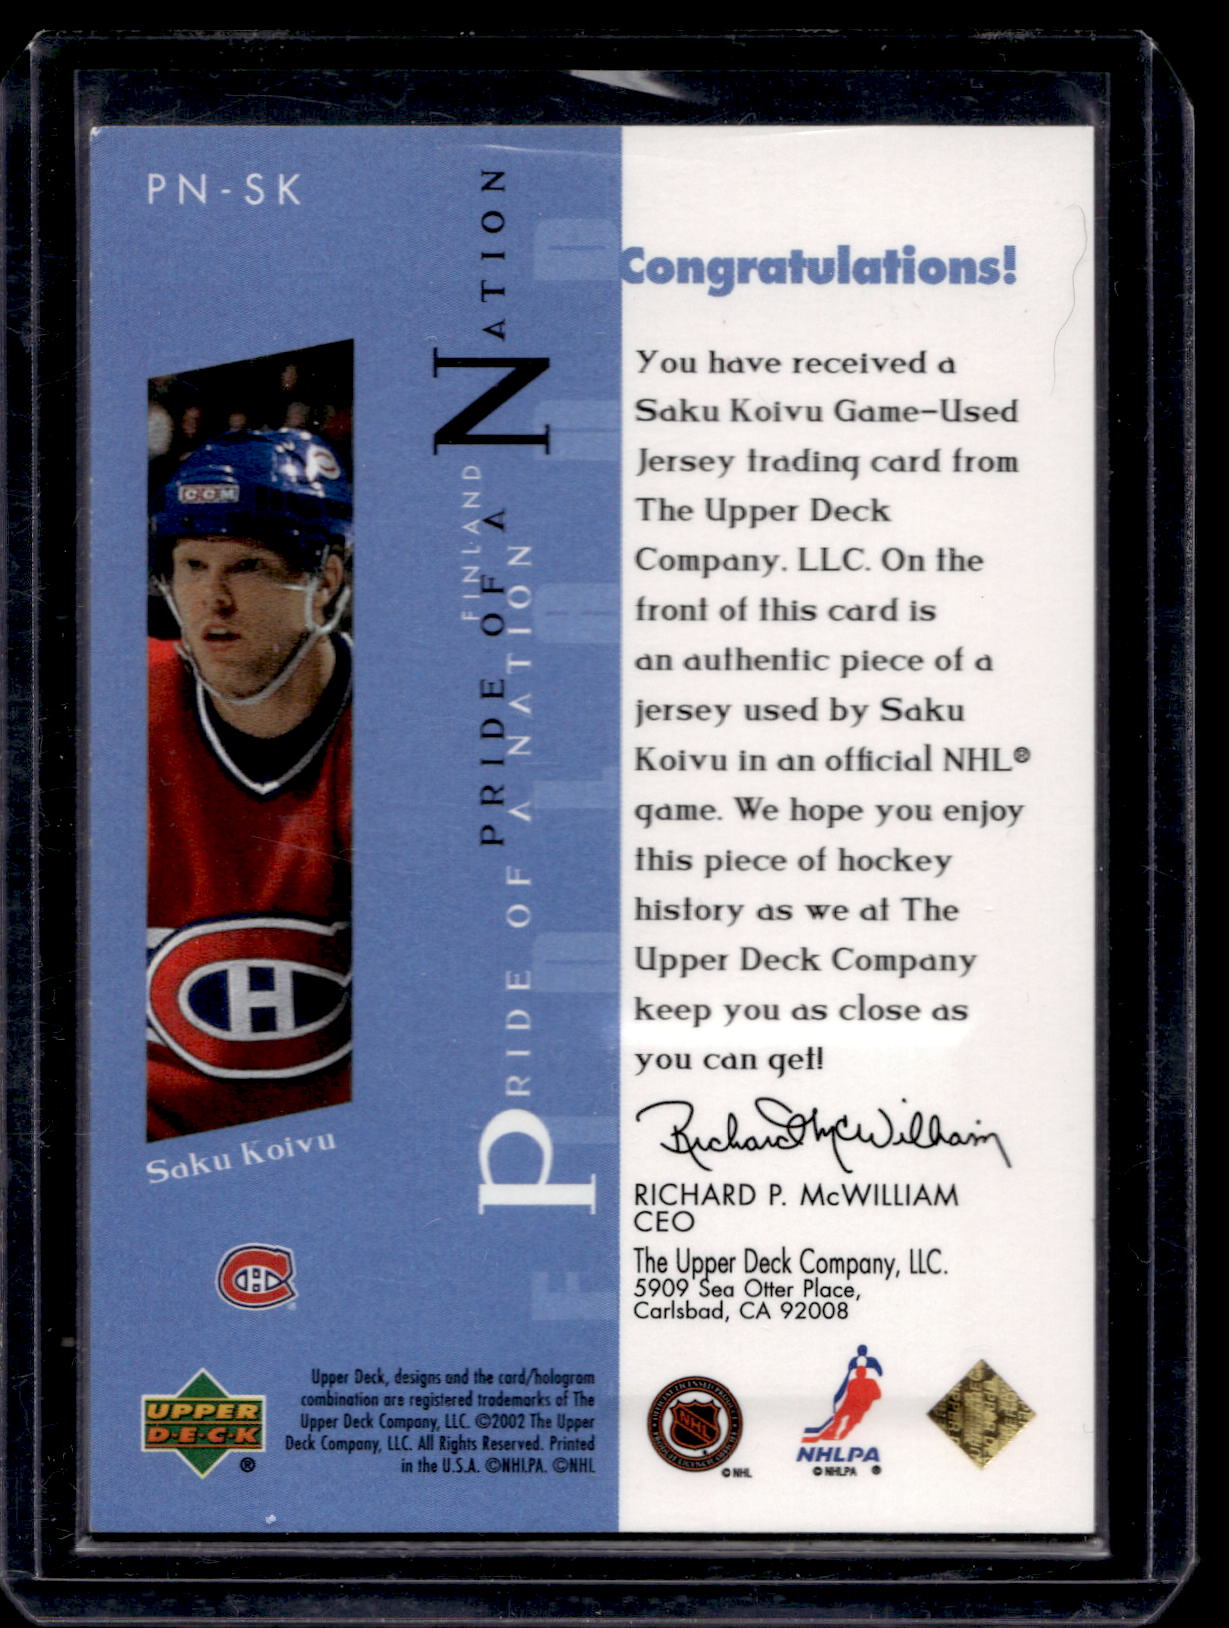 PN-SK
CCM
Saku Koivu
FINLAND
PRIDE OF A NATION
PRIDE OF A NATION
FINLAND
UPPER
D·E·C·K
®
Upper Deck, designs and the card/hologram
combination are registered trademarks of The
Upper Deck Company, LLC. ©2002 The Upper
Deck Company, LLC. All Rights Reserved. Printed
in the U.S.A. ©NHLPA. ©NHL
Congratulations!
You have received a
Saku Koivu Game-Used
Jersey trading card from
The Upper Deck
Company. LLC. On the
front of this card is
an authentic piece of a
jersey used by Saku
Koivu in an official NHL®
game. We hope you enjoy
this piece of hockey
history as we at The
Upper Deck Company
keep you as close as
you can get!
Richard McWilliam
RICHARD P. McWILLIAM
CEO
The Upper Deck Company, LLC.
5909 Sea Otter Place,
Carlsbad, CA 92008
NHL
© NHL
NHLPA
© NHLPA ®